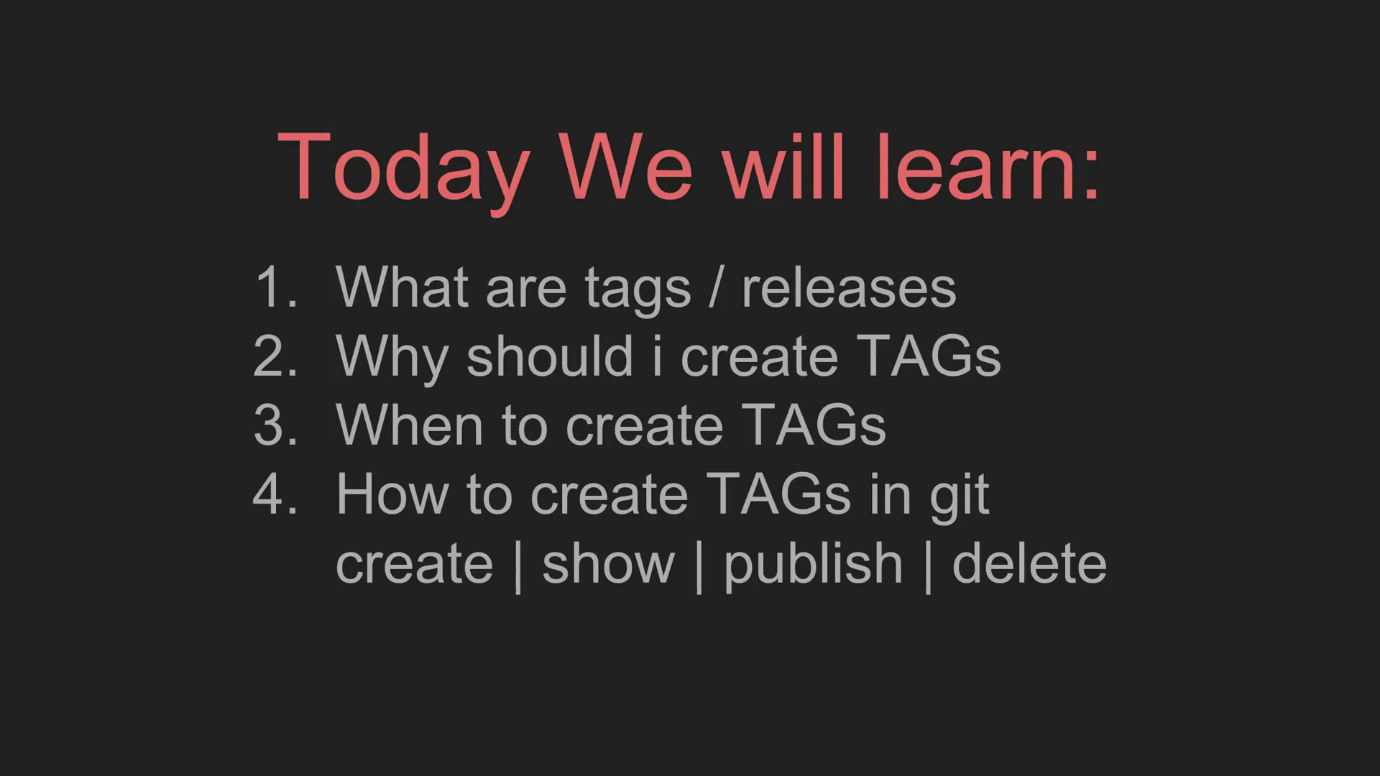 Today We will learn:
1. What are tags / releases
2. Why should i create TAGs
3. When to create TAGs
4. How to create TAGs in git
create | show | publish | delete